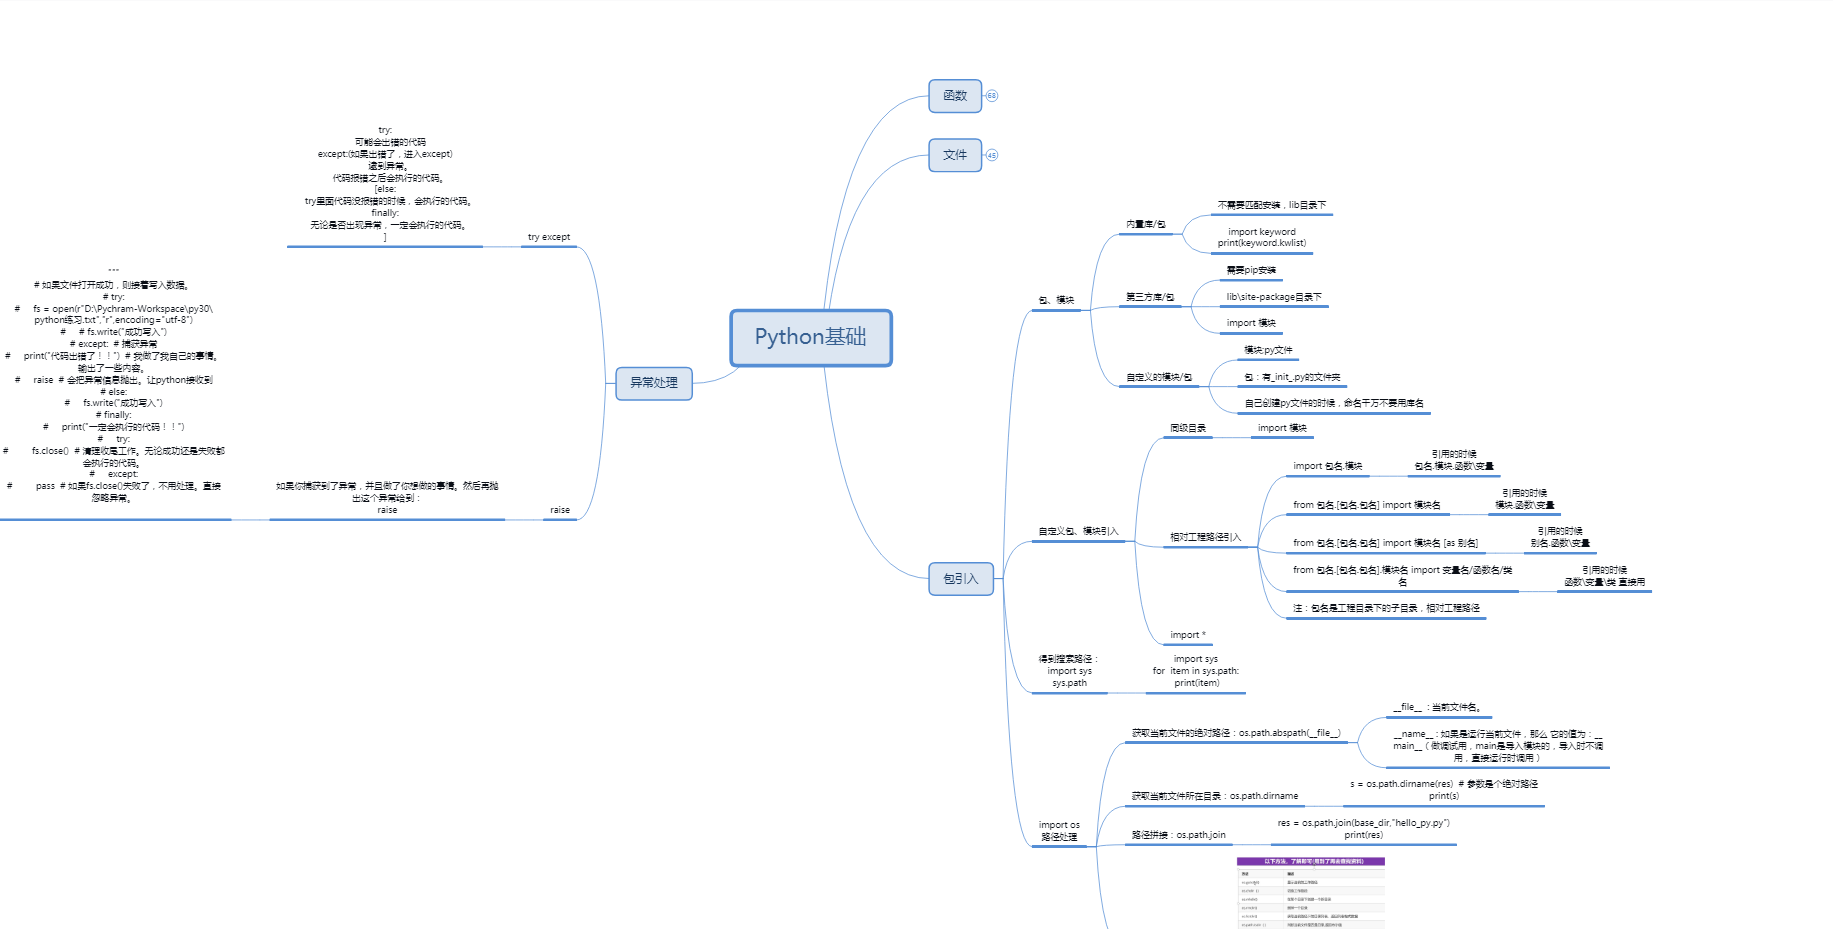 Python基础
函数
68
文件
45
异常处理
try except
try:
可能会出错的代码
except:(如果出错了，进入except)
逮到异常。
代码报错之后会执行的代码。
[else:
try里面代码没报错的时候，会执行的代码。
finally:
无论是否出现异常，一定会执行的代码。
]
raise
如果你捕获到了异常，并且做了你想做的事情。然后再抛
出这个异常给到：
raise
"""
# 如果文件打开成功，则接着写入数据。
# try:
# fs = open(r"D:\Pychram-Workspace\py30\
python练习.txt","r",encoding="utf-8")
# # fs.write("成功写入")
# except: # 捕获异常
# print("代码出错了！！") # 我做了我自己的事情。
输出了一些内容。
# raise # 会把异常信息抛出。让python接收到
# else:
# fs.write("成功写入")
# finally:
# print("一定会执行的代码！！")
# try:
# fs.close() # 清理收尾工作。无论成功还是失败都
会执行的代码。
# except:
# pass # 如果fs.close()失败了，不用处理。直接
忽略异常。
包引入
包、模块
内置库/包
不需要匹配安装，lib目录下
import keyword
print(keyword.kwlist)
第三方库/包
需要pip安装
lib\site-package目录下
import 模块
自定义的模块/包
模块:py文件
包：有_init_.py的文件夹
自己创建py文件的时候，命名千万不要用库名
自定义包、模块引入
同级目录
import 模块
相对工程路径引入
import 包名.模块
引用的时候
包名.模块.函数\变量
from 包名.[包名.包名] import 模块名
引用的时候
模块.函数\变量
from 包名.[包名.包名] import 模块名 [as 别名]
引用的时候
别名.函数\变量
from 包名.[包名.包名].模块名 import 变量名/函数名/类
名
引用的时候
函数\变量\类 直接用
注：包名是工程目录下的子目录，相对工程路径
import *
得到搜索路径：
import sys
sys.path
import sys
for item in sys.path:
print(item)
import os
路径处理
获取当前文件的绝对路径：os.path.abspath(__file__)
__file__ ：当前文件名。
__name__ : 如果是运行当前文件，那么 它的值为：__
main__（ 做调试用，main是导入模块的，导入时不调
用，直接运行时调用 ）
获取当前文件所在目录：os.path.dirname
s = os.path.dirname(res) # 参数是个绝对路径
print(s)
路径拼接：os.path.join
res = os.path.join(base_dir,"hello_py.py")
print(res)